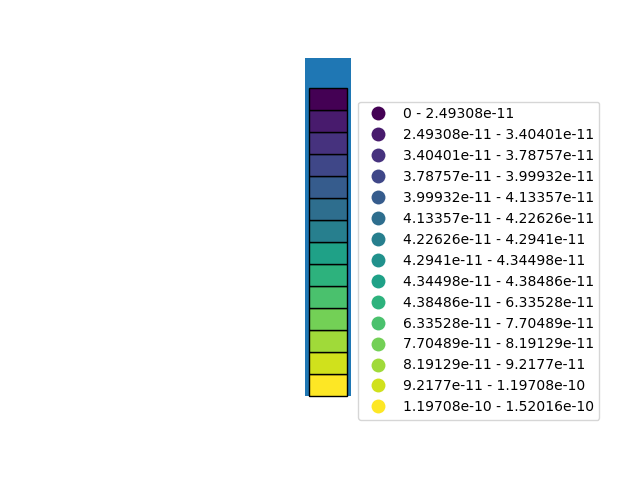 0 - 2.49308e-11
2.49308e-11 - 3.40401e-11
3.40401e-11 - 3.78757e-11
3.78757e-11 - 3.99932e-11
3.99932e-11 - 4.13357e-11
4.13357e-11 - 4.22626e-11
4.22626e-11 - 4.2941e-11
4.2941e-11 - 4.34498e-11
4.34498e-11 - 4.38486e-11
4.38486e-11 - 6.33528e-11
6.33528e-11 - 7.70489e-11
7.70489e-11 - 8.19129e-11
8.19129e-11 - 9.2177e-11
9.2177e-11 - 1.19708e-10
1.19708e-10 - 1.52016e-10